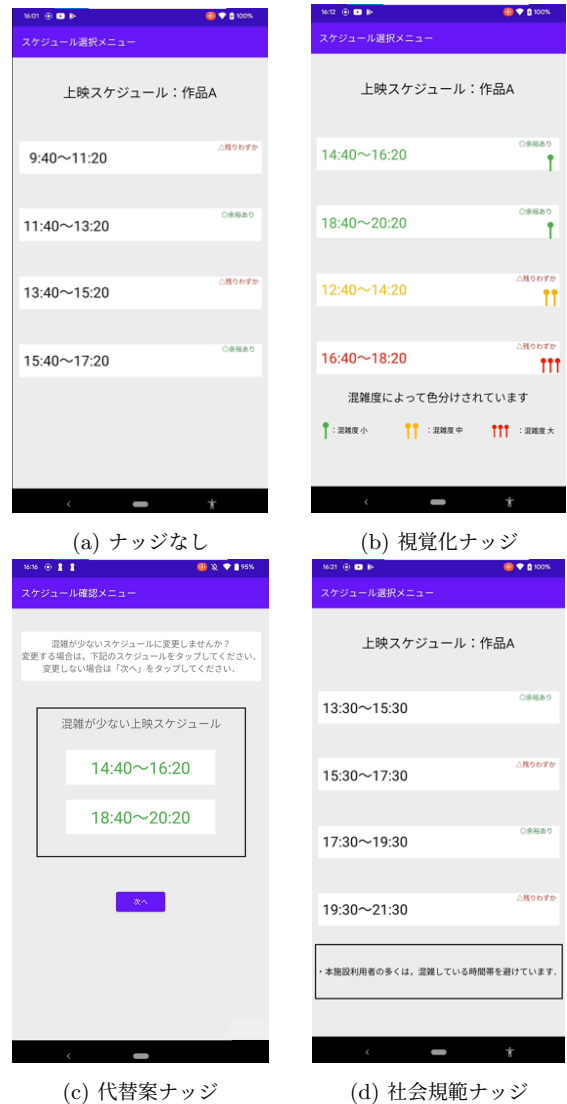 16:01 100%
スケジュール選択メニュー
上映スケジュール：作品A
△残りわずか
9:40〜11:20
〇余裕あり
11:40〜13:20
△残りわずか
13:40〜15:20
〇余裕あり
15:40〜17:20
(a) ナッジなし
16:12 100%
スケジュール選択メニュー
上映スケジュール：作品A
〇余裕あり
14:40〜16:20
〇余裕あり
18:40〜20:20
△残りわずか
12:40〜14:20
△残りわずか
16:40〜18:20
混雑度によって色分けされています
：混雑度 小 ：混雑度 中 ：混雑度 大
(b) 視覚化ナッジ
16:16 95%
スケジュール確認メニュー
混雑が少ないスケジュールに変更しませんか？
変更する場合は，下記のスケジュールをタップしてください．
変更しない場合は「次へ」をタップしてください．
混雑が少ない上映スケジュール
14:40〜16:20
18:40〜20:20
次へ
(c) 代替案ナッジ
16:21 100%
スケジュール選択メニュー
上映スケジュール：作品A
〇余裕あり
13:30〜15:30
△残りわずか
15:30〜17:30
〇余裕あり
17:30〜19:30
△残りわずか
19:30〜21:30
・本施設利用者の多くは，混雑している時間帯を避けています．
(d) 社会規範ナッジ